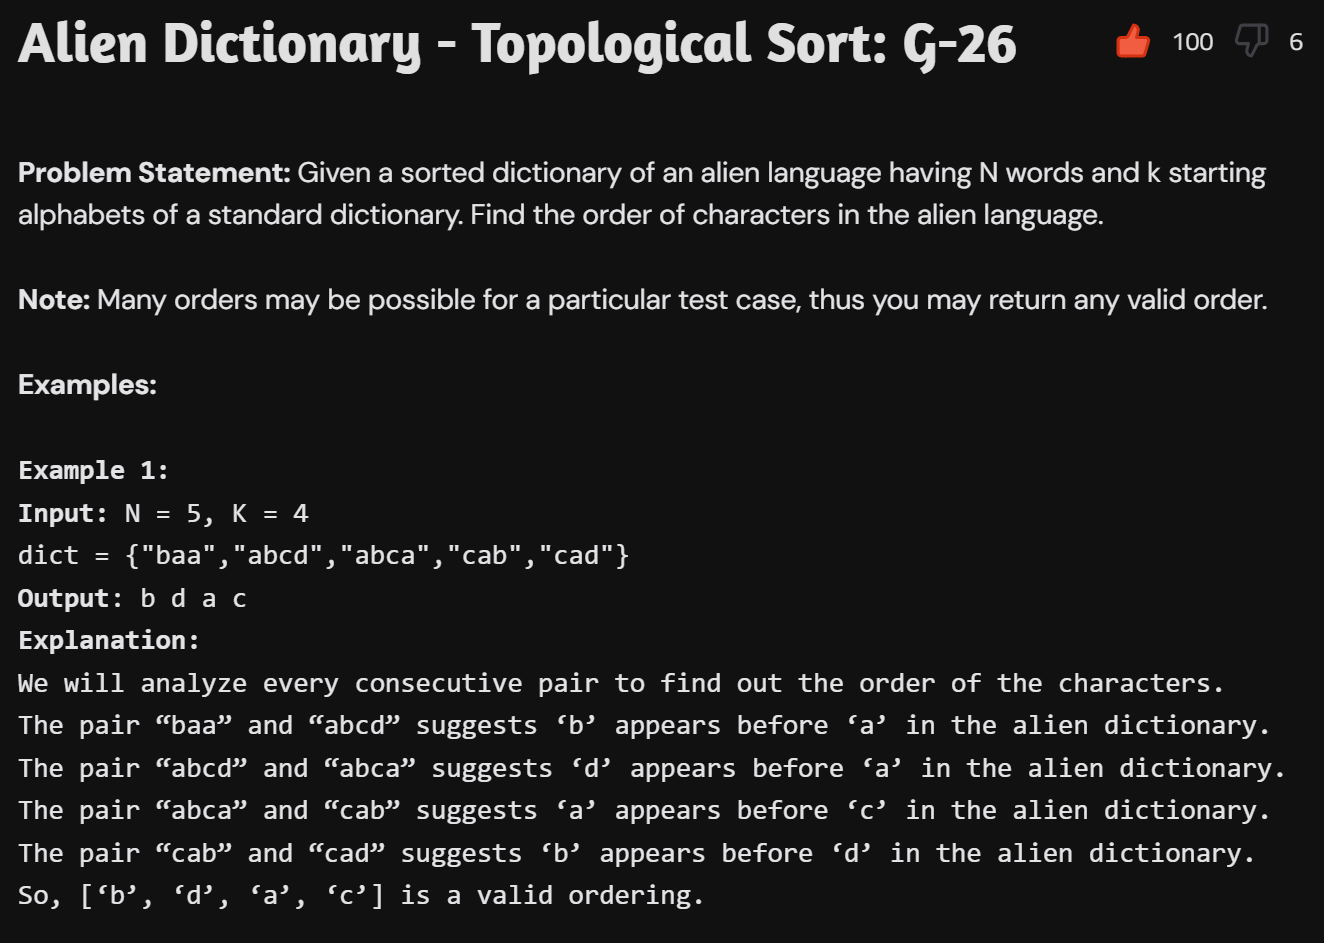 Alien Dictionary - Topological Sort: G-26
100
6
Problem Statement: Given a sorted dictionary of an alien language having N words and k starting
alphabets of a standard dictionary. Find the order of characters in the alien language.
Note: Many orders may be possible for a particular test case, thus you may return any valid order.
Examples:
Example 1:
Input: N = 5, K = 4
dict = {"baa","abcd","abca","cab","cad"}
Output: b d a c
Explanation:
We will analyze every consecutive pair to find out the order of the characters.
The pair “baa” and “abcd” suggests ‘b’ appears before ‘a’ in the alien dictionary.
The pair “abcd” and “abca” suggests ‘d’ appears before ‘a’ in the alien dictionary.
The pair “abca” and “cab” suggests ‘a’ appears before ‘c’ in the alien dictionary.
The pair “cab” and “cad” suggests ‘b’ appears before ‘d’ in the alien dictionary.
So, [‘b’, ‘d’, ‘a’, ‘c’] is a valid ordering.